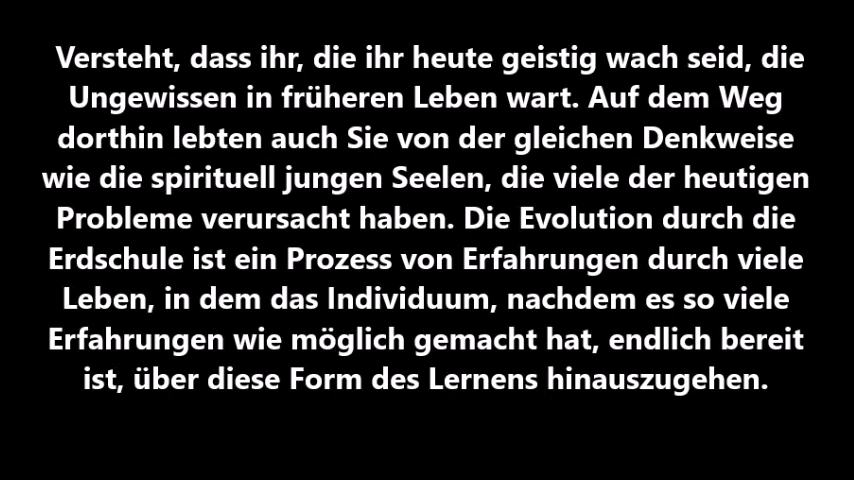 Versteht, dass ihr, die ihr heute geistig wach seid, die
Ungewissen in früheren Leben wart. Auf dem Weg
dorthin lebten auch Sie von der gleichen Denkweise
wie die spirituell jungen Seelen, die viele der heutigen
Probleme verursacht haben. Die Evolution durch die
Erdschule ist ein Prozess von Erfahrungen durch viele
Leben, in dem das Individuum, nachdem es so viele
Erfahrungen wie möglich gemacht hat, endlich bereit
ist, über diese Form des Lernens hinauszugehen.